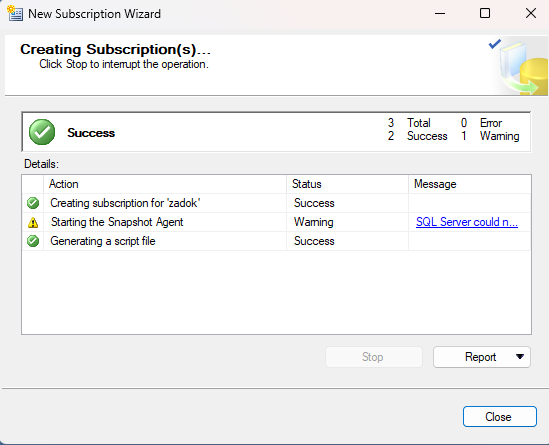 New Subscription Wizard
Creating Subscription(s)...
Click Stop to interrupt the operation.
Success
3 Total 0 Error
2 Success 1 Warning
Details:
Action Status Message
Creating subscription for 'zadok' Success
Starting the Snapshot Agent Warning SQL Server could n...
Generating a script file Success
Stop Report
Close